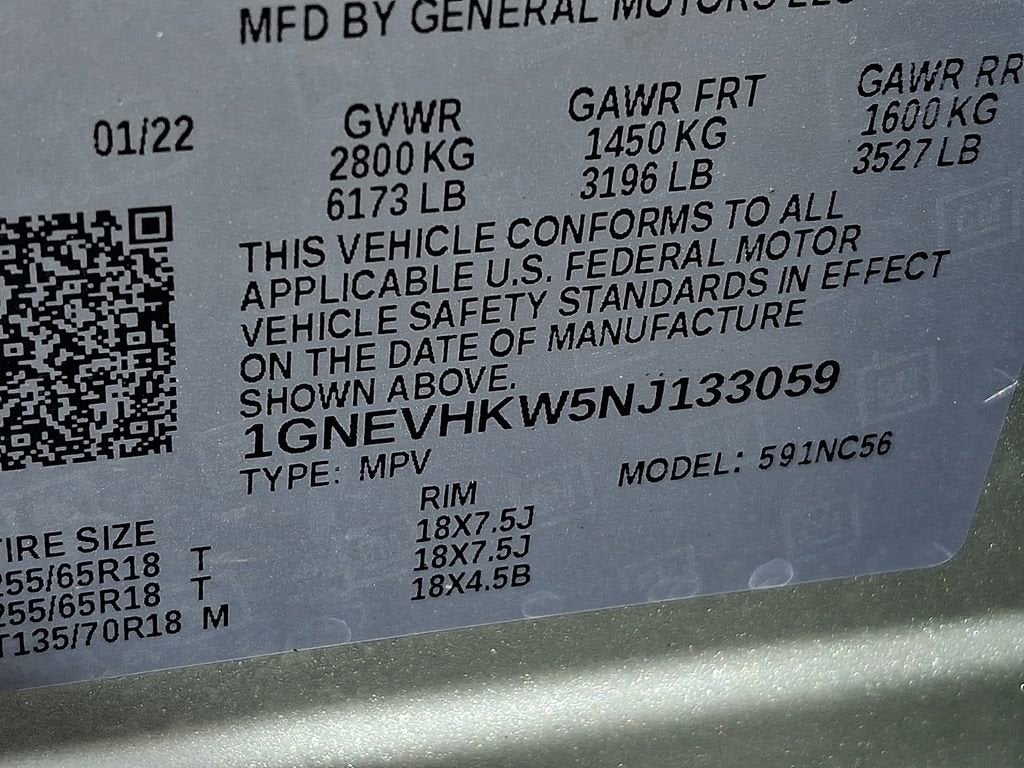 MFD BY GENERAL MOTORS LLC
01/22
GVWR
2800 KG
6173 LB
GAWR FRT
1450 KG
3196 LB
GAWR RR
1600 KG
3527 LB
THIS VEHICLE CONFORMS TO ALL
APPLICABLE U.S. FEDERAL MOTOR
VEHICLE SAFETY STANDARDS IN EFFECT
ON THE DATE OF MANUFACTURE
SHOWN ABOVE.
1GNEVHKW5NJ133059
TYPE: MPV MODEL: 591NC56
TIRE SIZE RIM
255/65R18 T 18X7.5J
255/65R18 T 18X7.5J
T135/70R18 M 18X4.5B